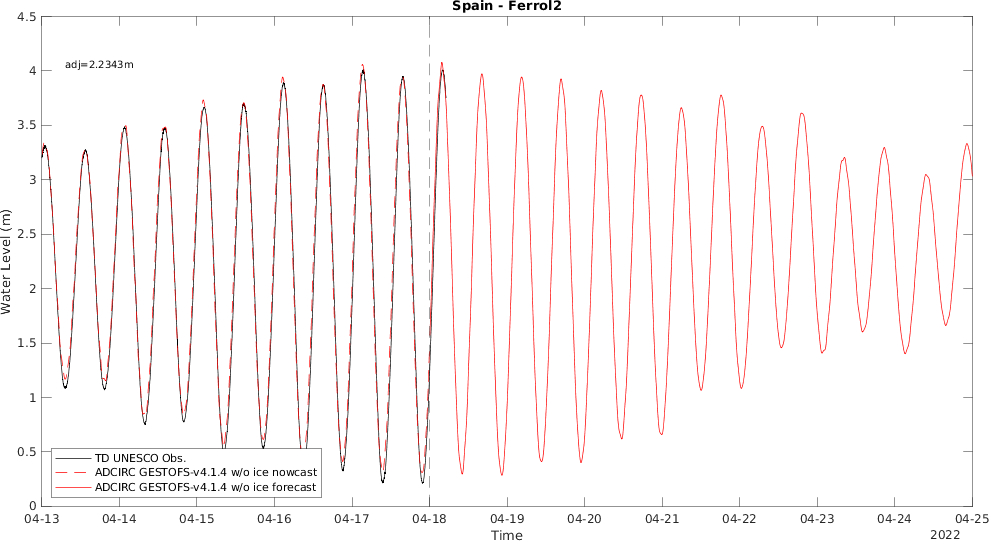 Spain - Ferrol2
4.5
adj=2.2343m
4
3.5
3
2.5
2
1.5
1
0.5
0
Water Level (m)
TD UNESCO Obs.
ADCIRC GESTOFS-v4.1.4 w/o ice nowcast
ADCIRC GESTOFS-v4.1.4 w/o ice forecast
04-13 04-14 04-15 04-16 04-17 04-18 04-19 04-20 04-21 04-22 04-23 04-24 04-25
Time
2022